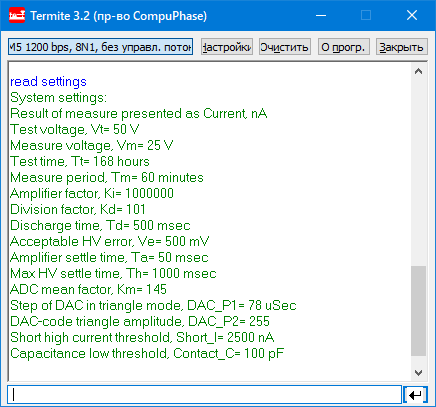 Termite 3.2 (пр-во CompuPhase)
M5 1200 bps, 8N1, без управл. поток
Настройки
Очистить
О прогр.
Закрыть
read settings
System settings:
Result of measure presented as Current, nA
Test voltage, Vt= 50 V
Measure voltage, Vm= 25 V
Test time, Tt= 168 hours
Measure period, Tm= 60 minutes
Amplifier factor, Ki= 1000000
Division factor, Kd= 101
Discharge time, Td= 500 msec
Acceptable HV error, Ve= 500 mV
Amplifier settle time, Ta= 50 msec
Max HV settle time, Th= 1000 msec
ADC mean factor, Km= 145
Step of DAC in triangle mode, DAC_P1= 78 uSec
DAC-code triangle amplitude, DAC_P2= 255
Short high current threshold, Short_I= 2500 nA
Capacitance low threshold, Contact_C= 100 pF